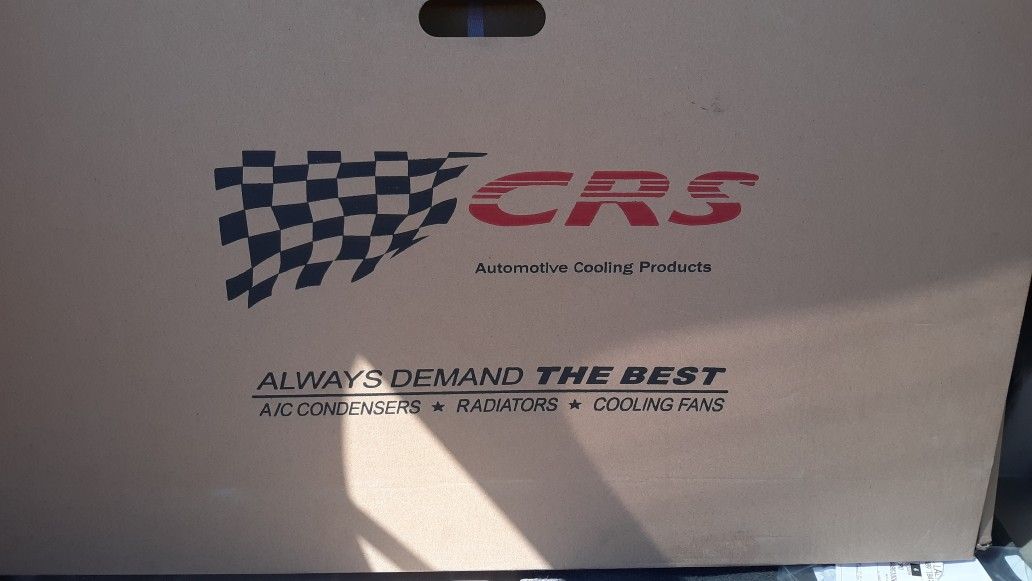 CRS
Automotive Cooling Products
ALWAYS DEMAND THE BEST
A/C CONDENSERS ★ RADIATORS ★ COOLING FANS